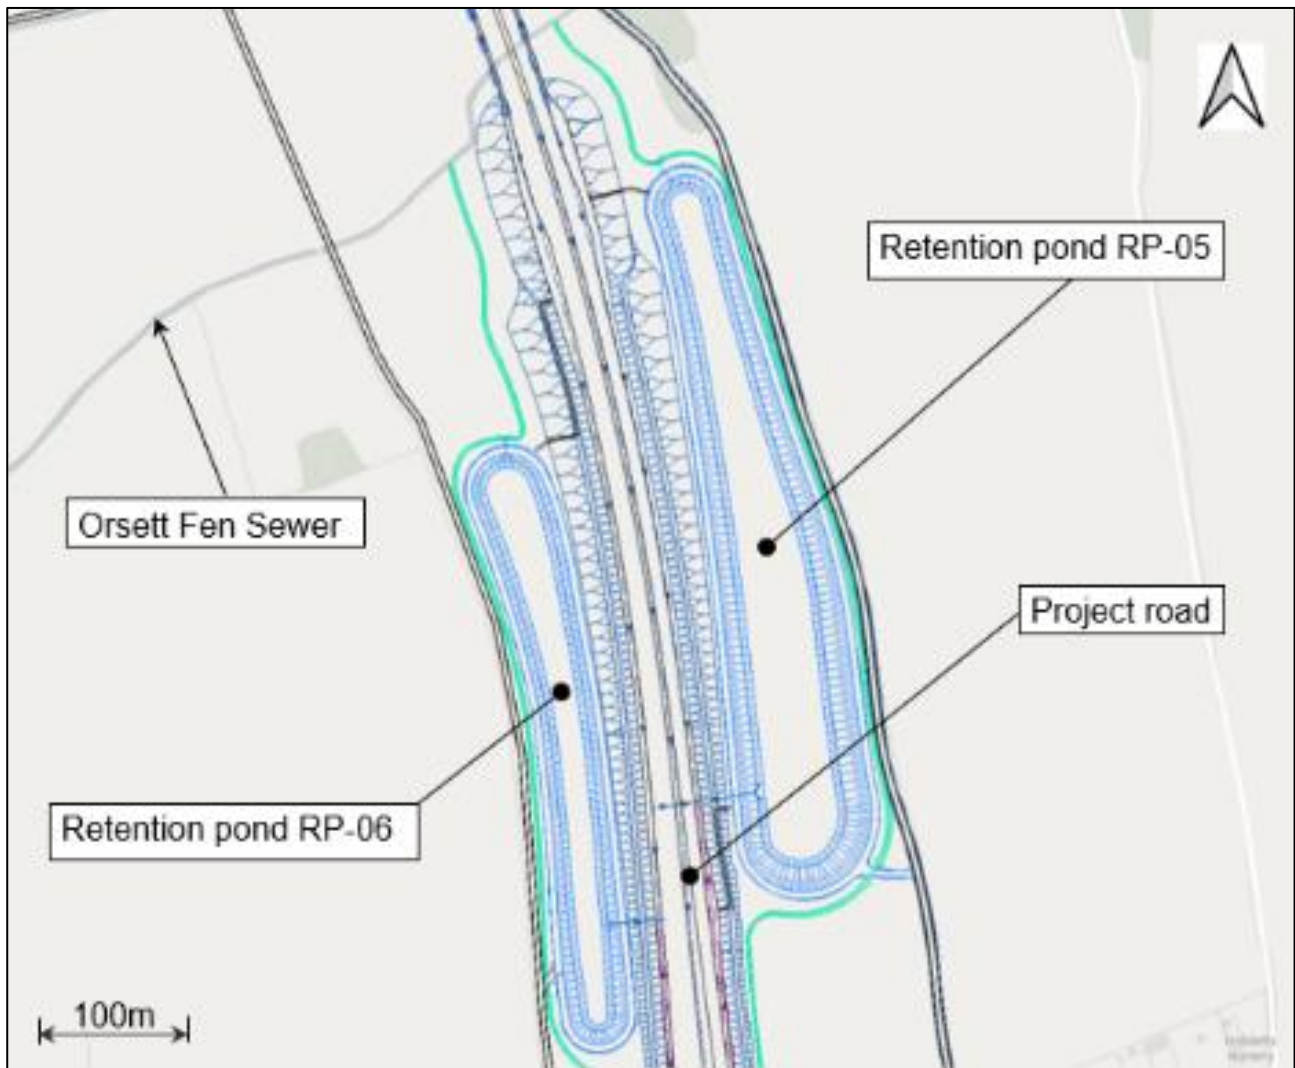 Retention pond RP-05
Orsett Fen Sewer
Project road
Retention pond RP-06
100m